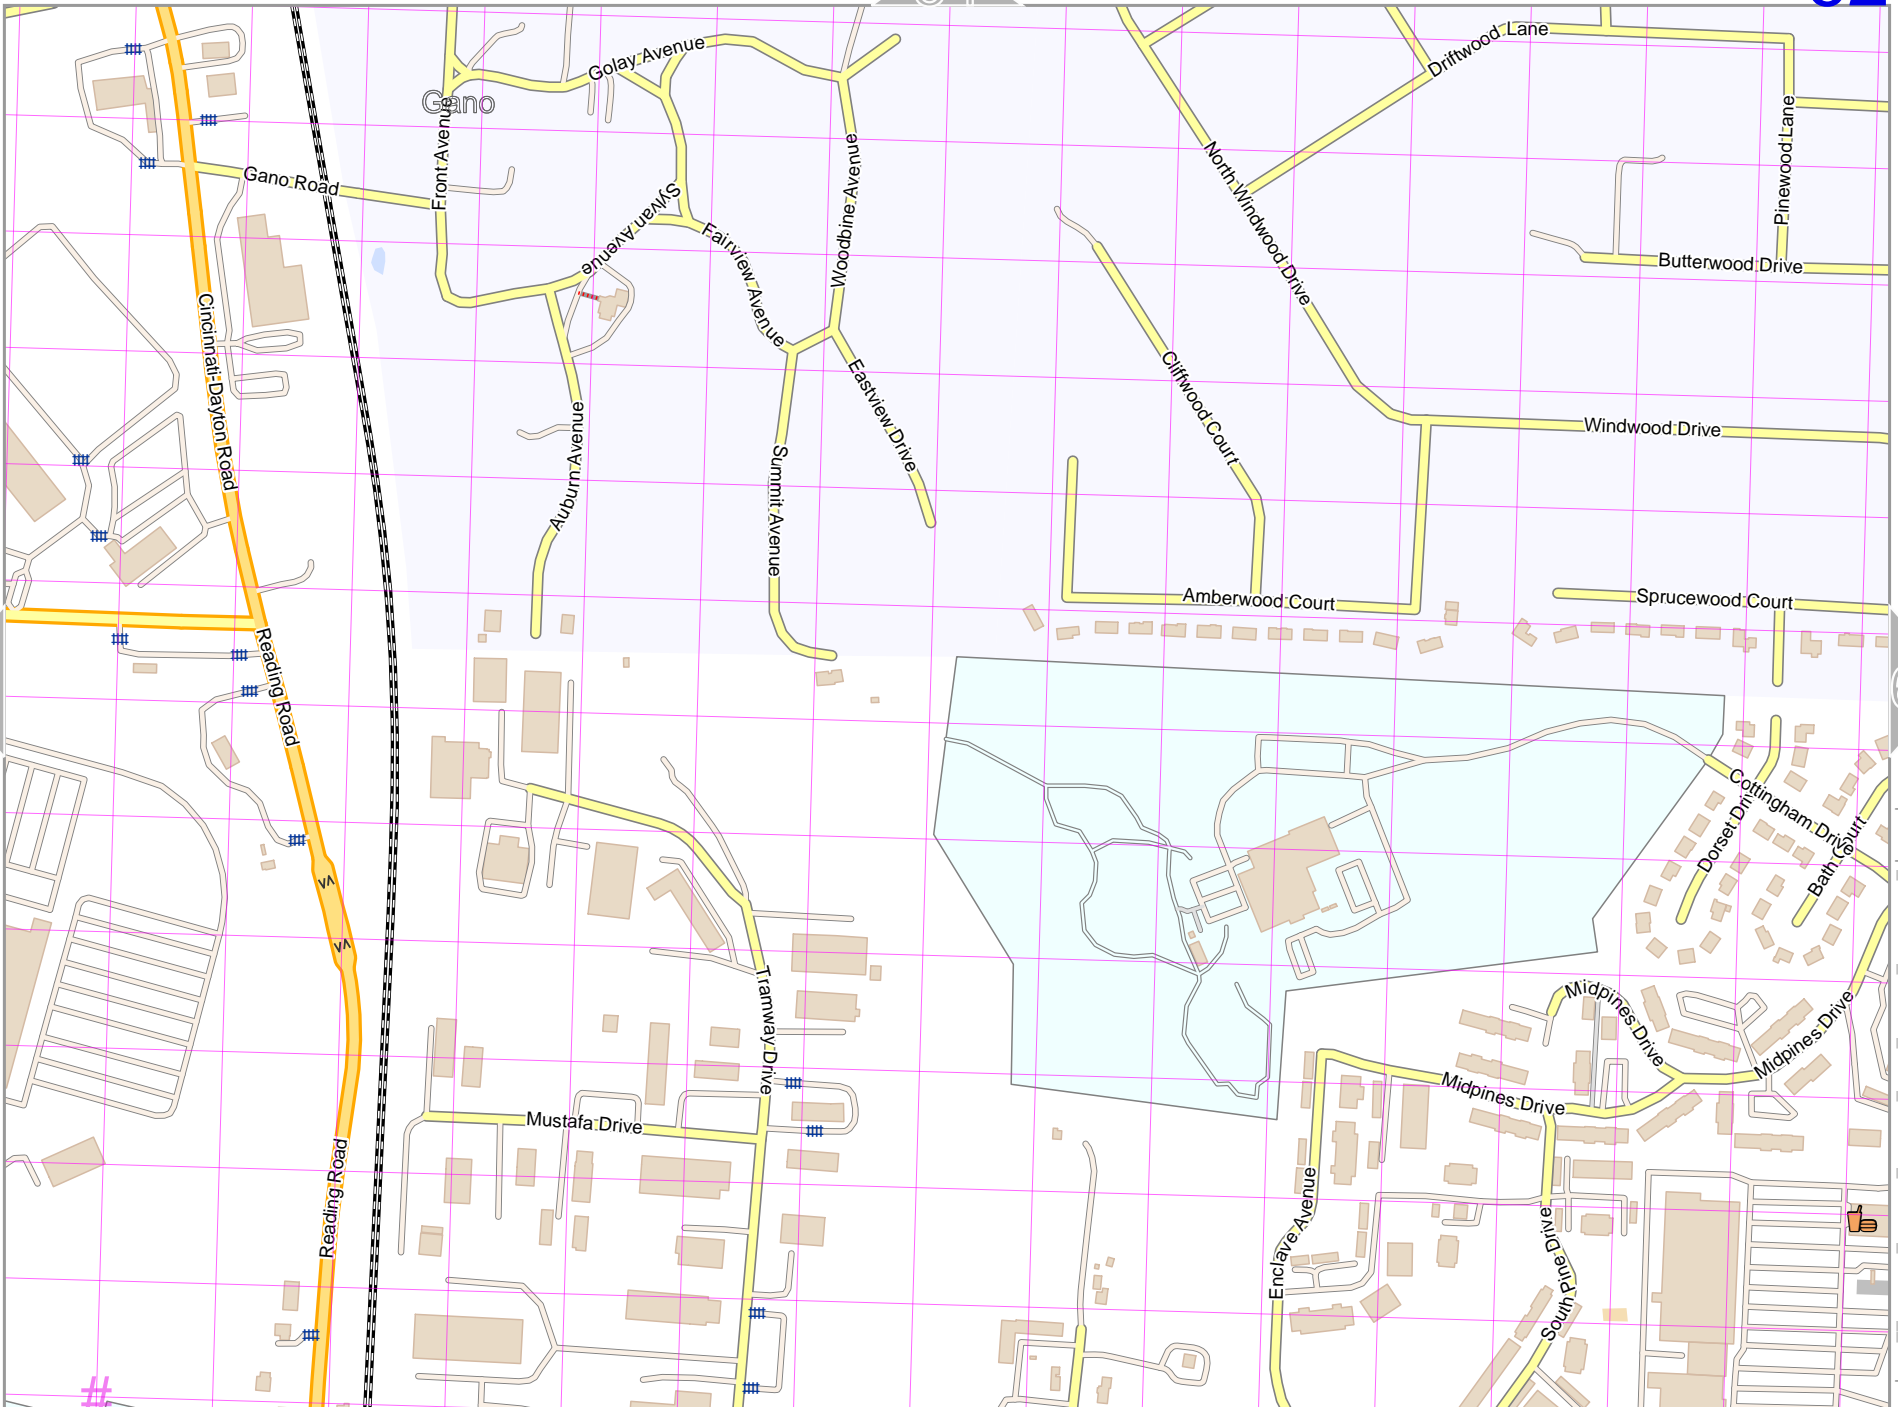 Driftwood Lane
Golay Avenue
Gano
Front Avenue
Pinewood Lane
Woodbine Avenue
North Windwood Drive
Gano Road
Sylvan Avenue
Fairview Avenue
Butterwood Drive
Cincinnati-Dayton Road
Cliffwood Court
Eastview Drive
Windwood Drive
Auburn Avenue
Summit Avenue
Amberwood Court
Sprucewood Court
Reading Road
Cottingham Drive
Dorset Dri
Bath Court
Tramway Drive
Midpines Drive
Midpines Drive
Midpines Drive
Mustafa Drive
Reading Road
Enclave Avenue
South Pine Drive
#